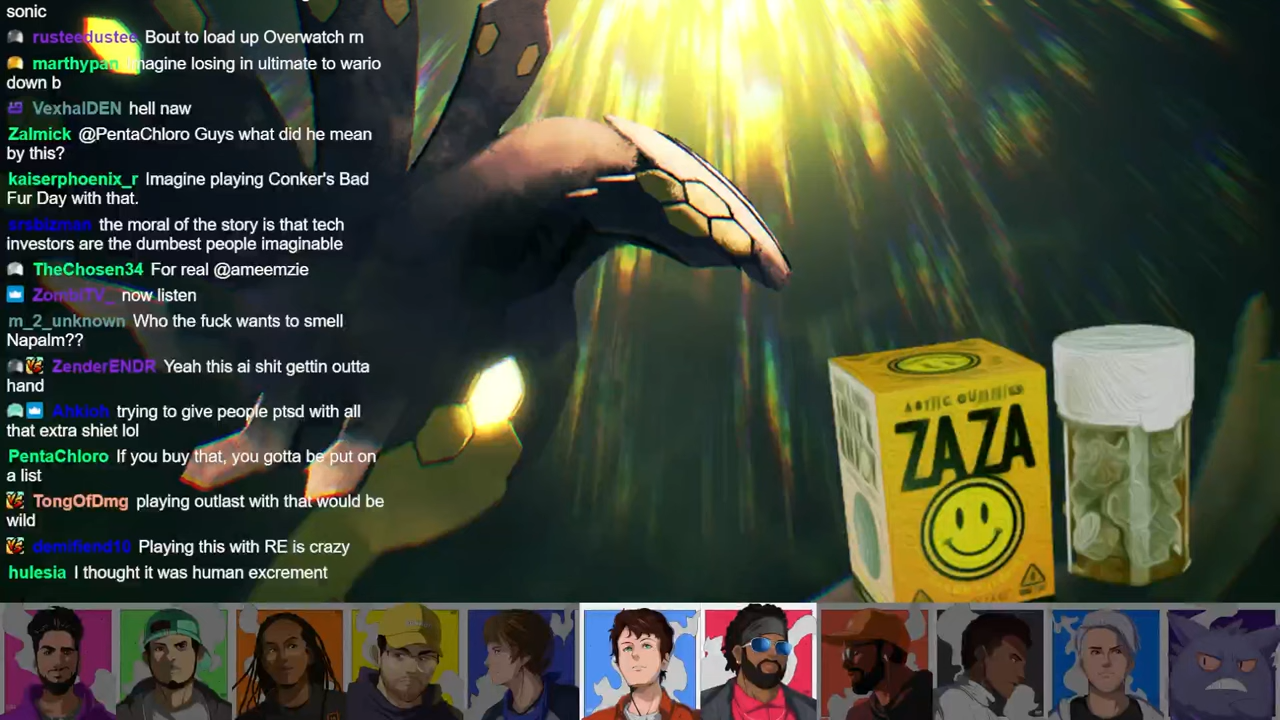 sonic
rusteedustee Bout to load up Overwatch rn
marthypan Imagine losing in ultimate to wario
down b
VexhalDEN hell naw
Zalmick @PentaChloro Guys what did he mean
by this?
kaiserphoenix_r Imagine playing Conker's Bad
Fur Day with that.
srsbizman the moral of the story is that tech
investors are the dumbest people imaginable
TheChosen34 For real @ameemzie
ZombiTV_ now listen
m_2_unknown Who the fuck wants to smell
Napalm??
ZenderENDR Yeah this ai shit gettin outta
hand
Ahkioh trying to give people ptsd with all
that extra shiet lol
PentaChloro If you buy that, you gotta be put on
a list
TongOfDmg playing outlast with that would be
wild
demifiend10 Playing this with RE is crazy
hulesia I thought it was human excrement
ZAZA